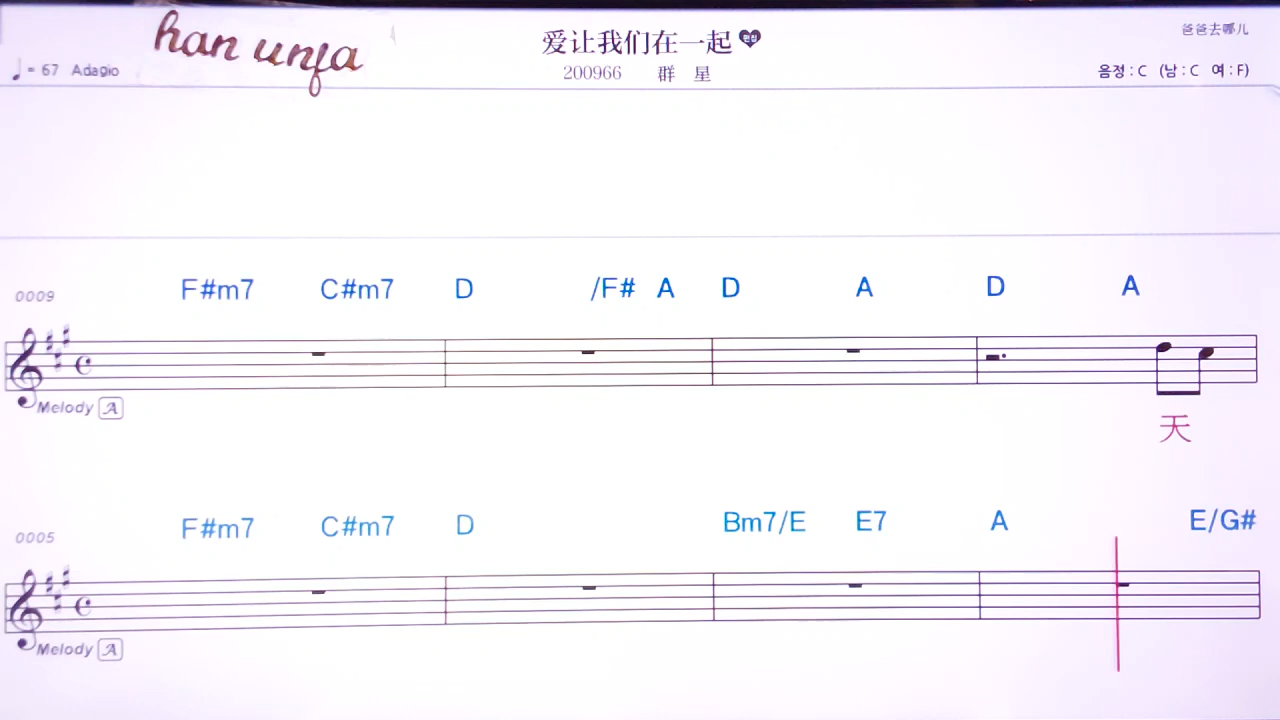 han unja
爱让我们在一起
爸爸去哪儿
♩= 67 Adagio
200966 群 星
음정 : C (남 : C 여 : F)
F#m7 C#m7 D /F# A D A D A
0009
Melody A
天
F#m7 C#m7 D Bm7/E E7 A E/G#
0005
Melody A